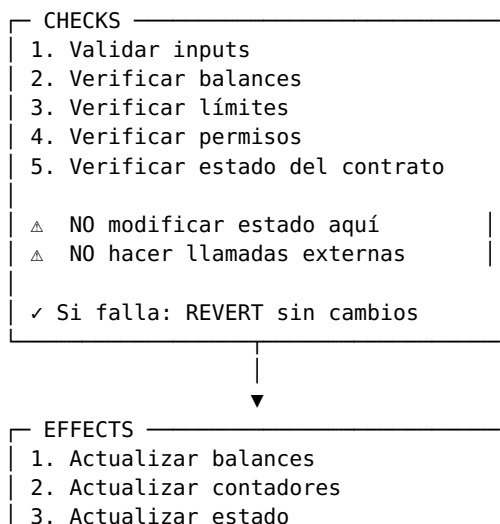 CHECKS
1. Validar inputs
2. Verificar balances
3. Verificar límites
4. Verificar permisos
5. Verificar estado del contrato
⚠ NO modificar estado aquí
⚠ NO hacer llamadas externas
✓ Si falla: REVERT sin cambios
EFFECTS
1. Actualizar balances
2. Actualizar contadores
3. Actualizar estado